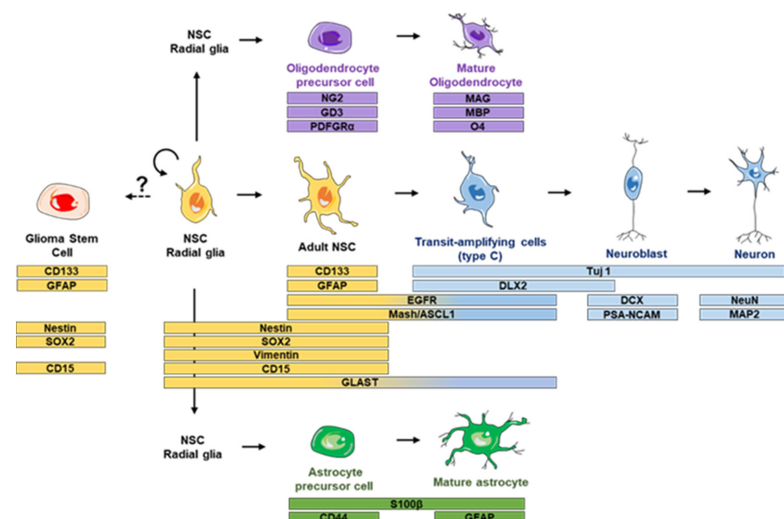 NSC
Radial glia
Oligodendrocyte
precursor cell
NG2
GD3
PDFGRα
Mature
Oligodendrocyte
MAG
MBP
O4
?
Glioma Stem
Cell
NSC
Radial glia
Adult NSC
Transit-amplifying cells
(type C)
Neuroblast
Neuron
CD133
CD133
Tuj 1
GFAP
GFAP
DLX2
EGFR
DCX
NeuN
Mash/ASCL1
PSA-NCAM
MAP2
Nestin
Nestin
SOX2
SOX2
Vimentin
CD15
CD15
GLAST
NSC
Radial glia
Astrocyte
precursor cell
Mature astrocyte
S100β
CD44
GFAP